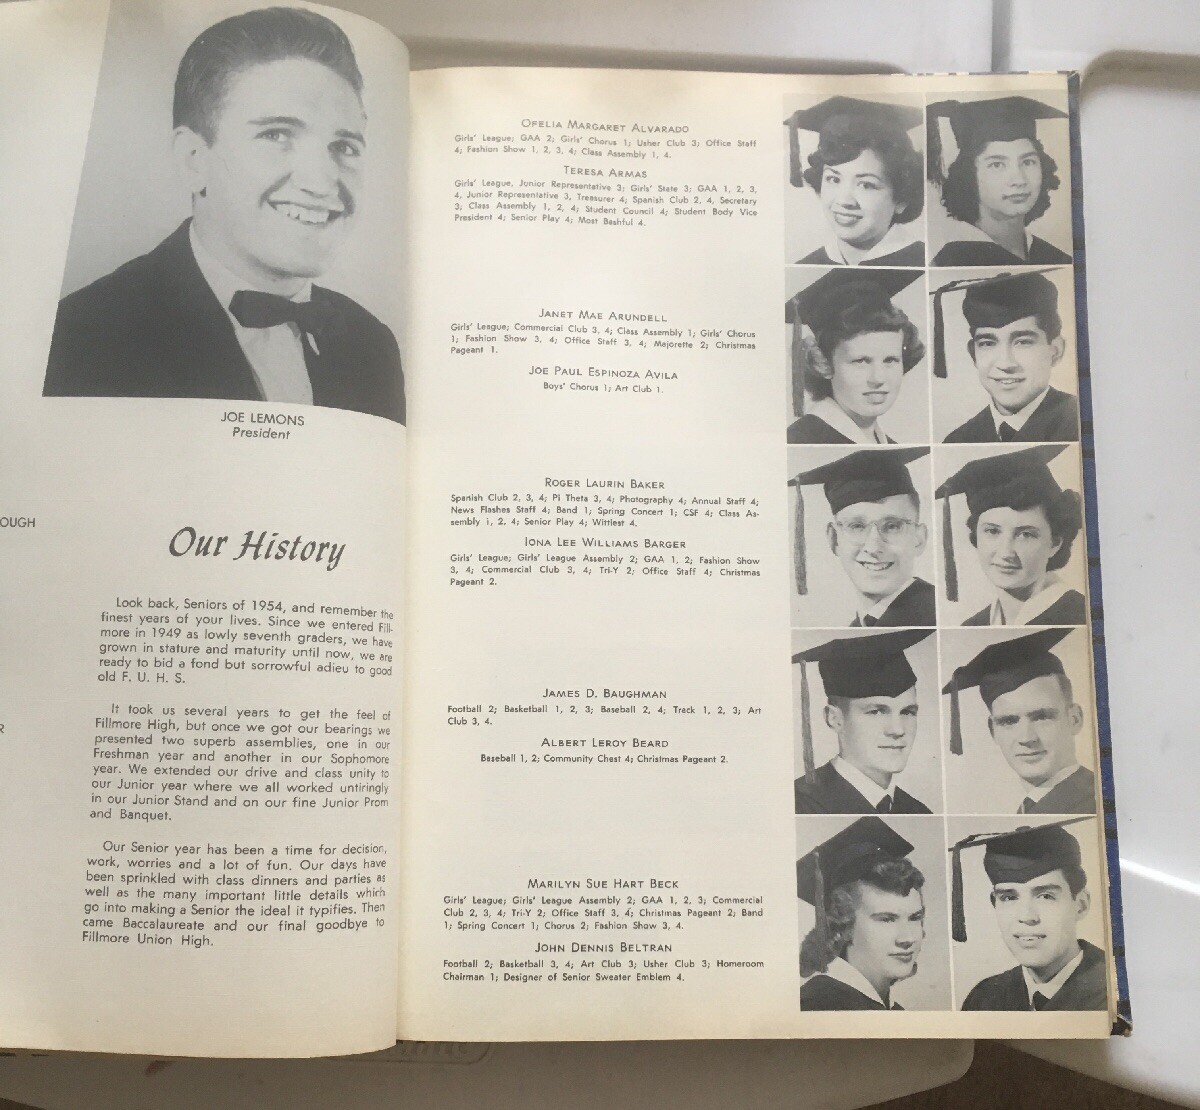 OUGH
R
JOE LEMONS
President
Our History
Look back, Seniors of 1954, and remember the
finest years of your lives. Since we entered Fill-
more in 1949 as lowly seventh graders, we have
grown in stature and maturity until now, we are
ready to bid a fond but sorrowful adieu to good
old F. U. H. S.
It took us several years to get the feel of
Fillmore High, but once we got our bearings we
presented two superb assemblies, one in our
Freshman year and another in our Sophomore
year. We extended our drive and class unity to
our Junior year where we all worked untiringly
in our Junior Stand and on our fine Junior Prom
and Banquet.
Our Senior year has been a time for decision,
work, worries and a lot of fun. Our days have
been sprinkled with class dinners and parties as
well as the many important little details which
go into making a Senior the ideal it typifies. Then
came Baccalaureate and our final goodbye to
Fillmore Union High.
OFELIA MARGARET ALVARADO
Girls' League; GAA 2; Girls' Chorus 1; Usher Club 3; Office Staff
4; Fashion Show 1, 2, 3, 4; Class Assembly 1, 4.
TERESA ARMAS
Girls' League, Junior Representative 3; Girls' State 3; GAA 1, 2, 3,
4, Junior Representative 3, Treasurer 4; Spanish Club 2, 4, Secretary
3; Class Assembly 1, 2, 4; Student Council 4; Student Body Vice
President 4; Senior Play 4; Most Bashful 4.
JANET MAE ARUNDELL
Girls' League; Commercial Club 3, 4; Class Assembly 1; Girls' Chorus
1; Fashion Show 3, 4; Office Staff 3, 4; Majorette 2; Christmas
Pageant 1.
JOE PAUL ESPINOZA AVILA
Boys' Chorus 1; Art Club 1.
ROGER LAURIN BAKER
Spanish Club 2, 3, 4; Pi Theta 3, 4; Photography 4; Annual Staff 4;
News Flashes Staff 4; Band 1; Spring Concert 1; CSF 4; Class As-
sembly 1, 2, 4; Senior Play 4; Wittiest 4.
IONA LEE WILLIAMS BARGER
Girls' League; Girls' League Assembly 2; GAA 1, 2; Fashion Show
3, 4; Commercial Club 3, 4; Tri-Y 2; Office Staff 4; Christmas
Pageant 2.
JAMES D. BAUGHMAN
Football 2; Basketball 1, 2, 3; Baseball 2, 4; Track 1, 2, 3; Art
Club 3, 4.
ALBERT LEROY BEARD
Baseball 1, 2; Community Chest 4; Christmas Pageant 2.
MARILYN SUE HART BECK
Girls' League; Girls' League Assembly 2; GAA 1, 2, 3; Commercial
Club 2, 3, 4; Tri-Y 2; Office Staff 3, 4; Christmas Pageant 2; Band
1; Spring Concert 1; Chorus 2; Fashion Show 3, 4.
JOHN DENNIS BELTRAN
Football 2; Basketball 3, 4; Art Club 3; Usher Club 3; Homeroom
Chairman 1; Designer of Senior Sweater Emblem 4.